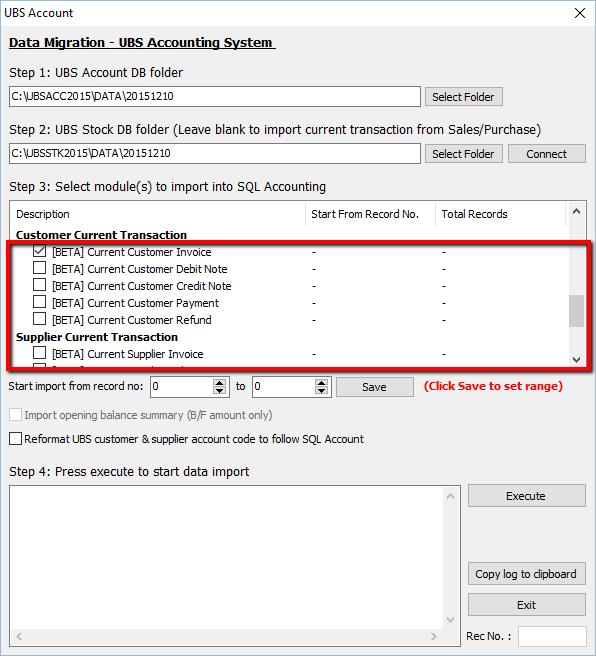 UBS Account
Data Migration - UBS Accounting System
Step 1: UBS Account DB folder
C:\UBSACC2015\DATA\20151210 Select Folder
Step 2: UBS Stock DB folder (Leave blank to import current transaction from Sales/Purchase)
C:\UBSSTK2015\DATA\20151210 Select Folder Connect
Step 3: Select module(s) to import into SQL Accounting
Description Start From Record No. Total Records
Customer Current Transaction
[BETA] Current Customer Invoice - -
[BETA] Current Customer Debit Note - -
[BETA] Current Customer Credit Note - -
[BETA] Current Customer Payment - -
[BETA] Current Customer Refund - -
Supplier Current Transaction
[BETA] Current Supplier Invoice - -
Start import from record no: 0 to 0 Save (Click Save to set range)
Import opening balance summary (B/F amount only)
Reformat UBS customer & supplier account code to follow SQL Account
Step 4: Press execute to start data import
Execute
Copy log to clipboard
Exit
Rec No. :